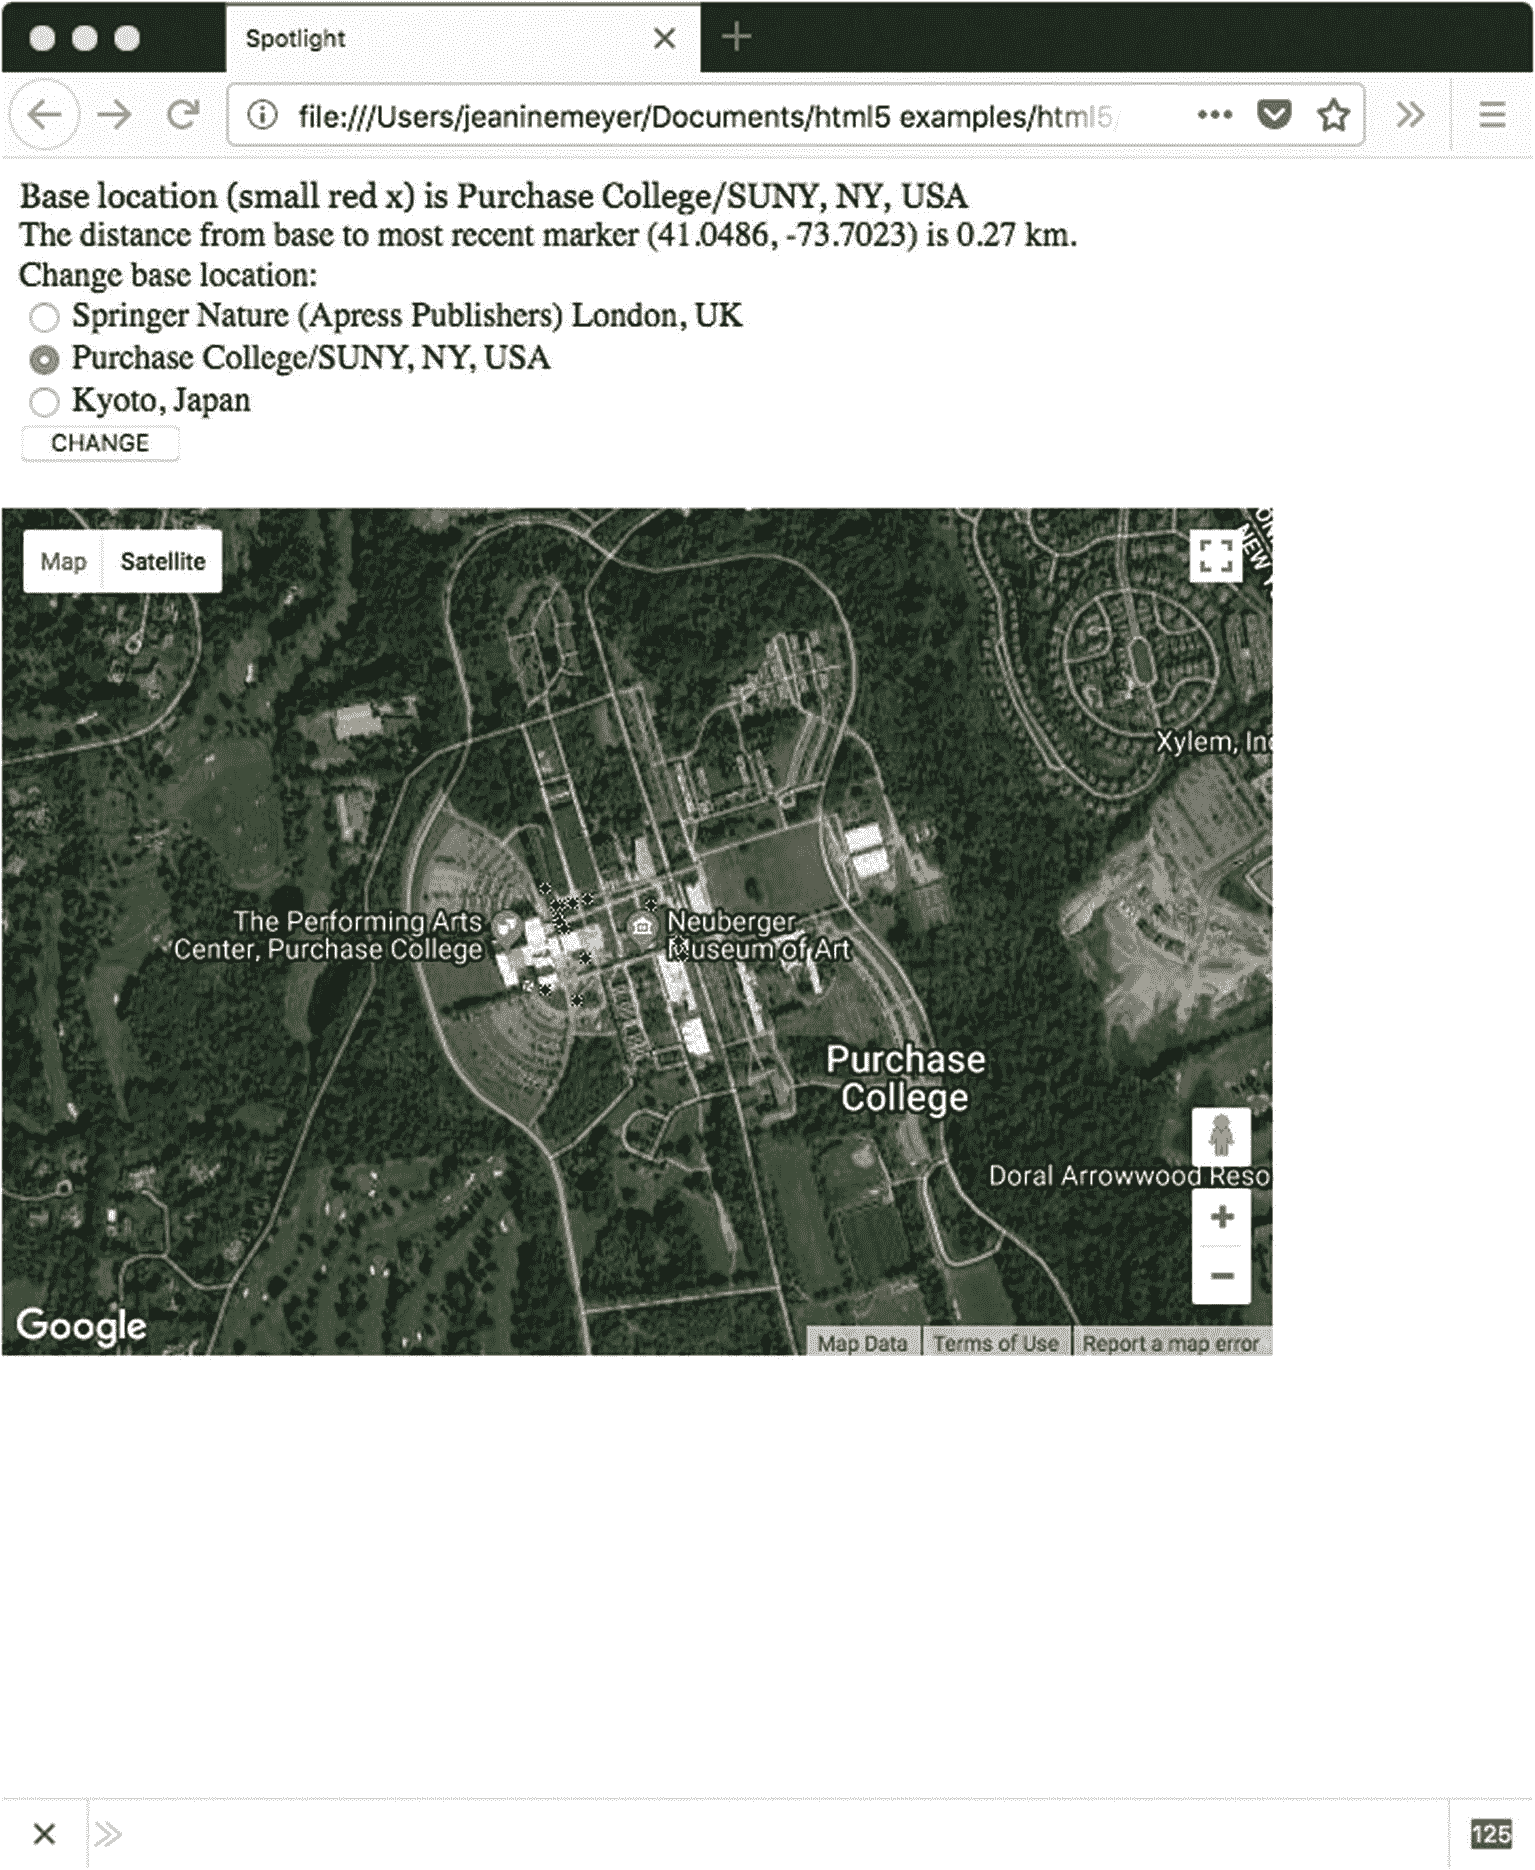 Spotlight
file:///Users/jeaninemeyer/Documents/html5 examples/html5/
Base location (small red x) is Purchase College/SUNY, NY, USA
The distance from base to most recent marker (41.0486, -73.7023) is 0.27 km.
Change base location:
Springer Nature (Apress Publishers) London, UK
Purchase College/SUNY, NY, USA
Kyoto, Japan
CHANGE
Map Satellite
NEW
Xylem, Inc
The Performing Arts
Center, Purchase College
Neuberger
Museum of Art
Purchase
College
Doral Arrowwood Reso
Google
Map Data Terms of Use Report a map error
125